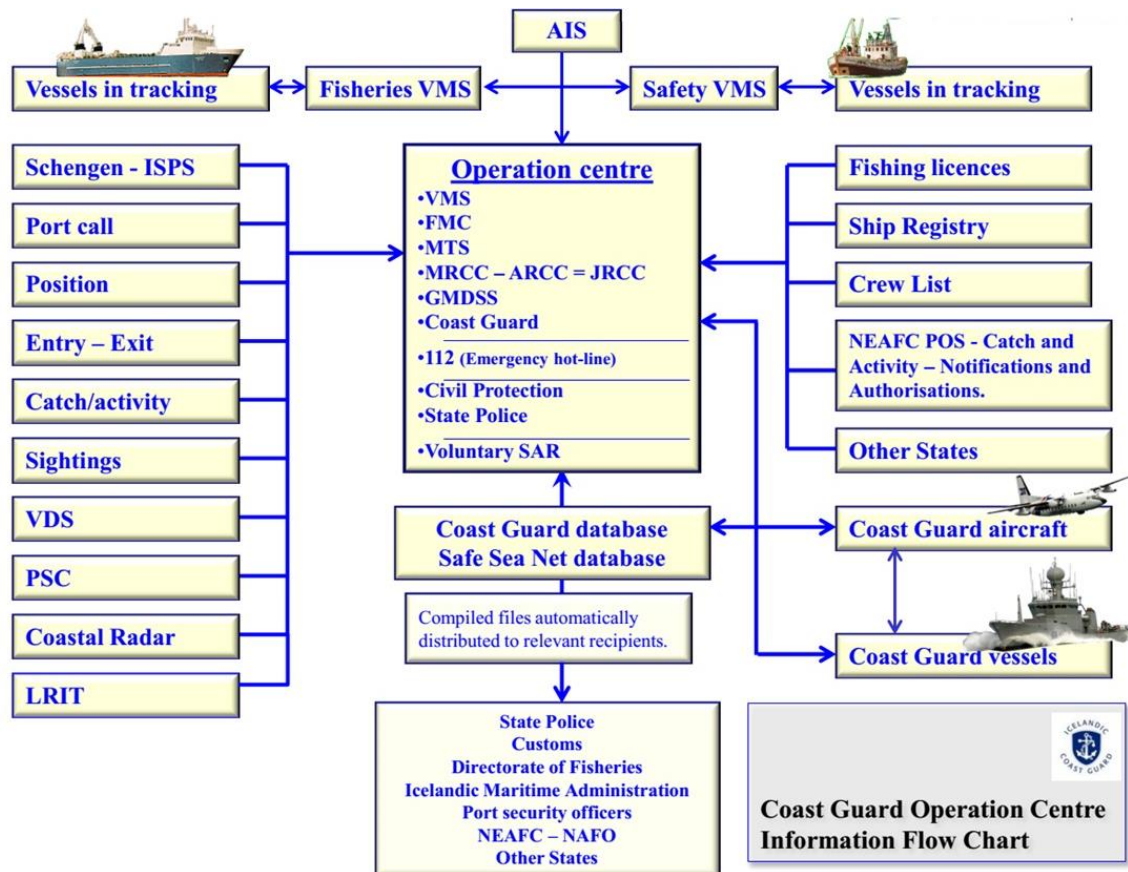 AIS
Vessels in tracking
Fisheries VMS
Safety VMS
Vessels in tracking
Schengen - ISPS
Port call
Position
Entry – Exit
Catch/activity
Sightings
VDS
PSC
Coastal Radar
LRIT
Operation centre
•VMS
•FMC
•MTS
•MRCC – ARCC = JRCC
•GMDSS
•Coast Guard
•112 (Emergency hot-line)
•Civil Protection
•State Police
•Voluntary SAR
Fishing licences
Ship Registry
Crew List
NEAFC POS - Catch and
Activity – Notifications and
Authorisations.
Other States
Coast Guard aircraft
Coast Guard vessels
Coast Guard database
Safe Sea Net database
Compiled files automatically
distributed to relevant recipients.
State Police
Customs
Directorate of Fisheries
Icelandic Maritime Administration
Port security officers
NEAFC – NAFO
Other States
ICELANDIC
COAST GUARD
Coast Guard Operation Centre
Information Flow Chart